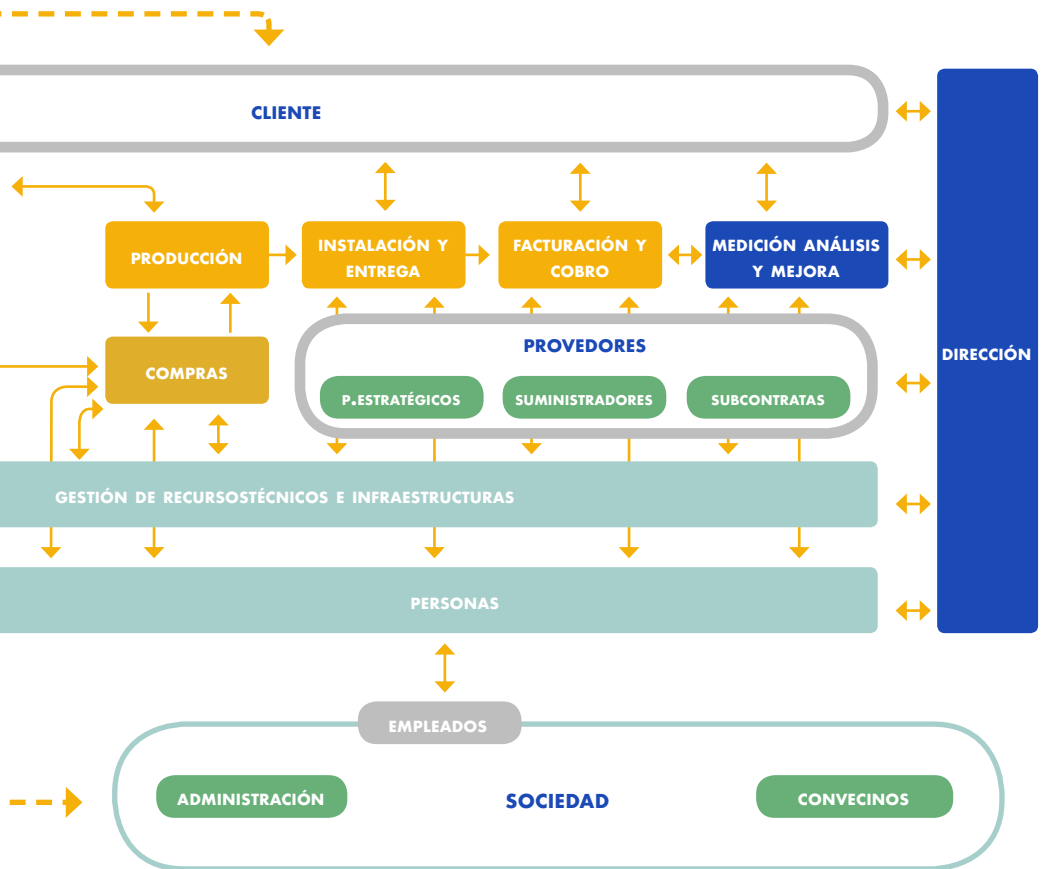 CLIENTE
PRODUCCIÓN
INSTALACIÓN Y
ENTREGA
FACTURACIÓN Y
COBRO
MEDICIÓN ANÁLISIS
Y MEJORA
DIRECCIÓN
COMPRAS
PROVEDORES
P.ESTRATÉGICOS
SUMINISTRADORES
SUBCONTRATAS
GESTIÓN DE RECURSOSTÉCNICOS E INFRAESTRUCTURAS
PERSONAS
EMPLEADOS
ADMINISTRACIÓN
SOCIEDAD
CONVECINOS